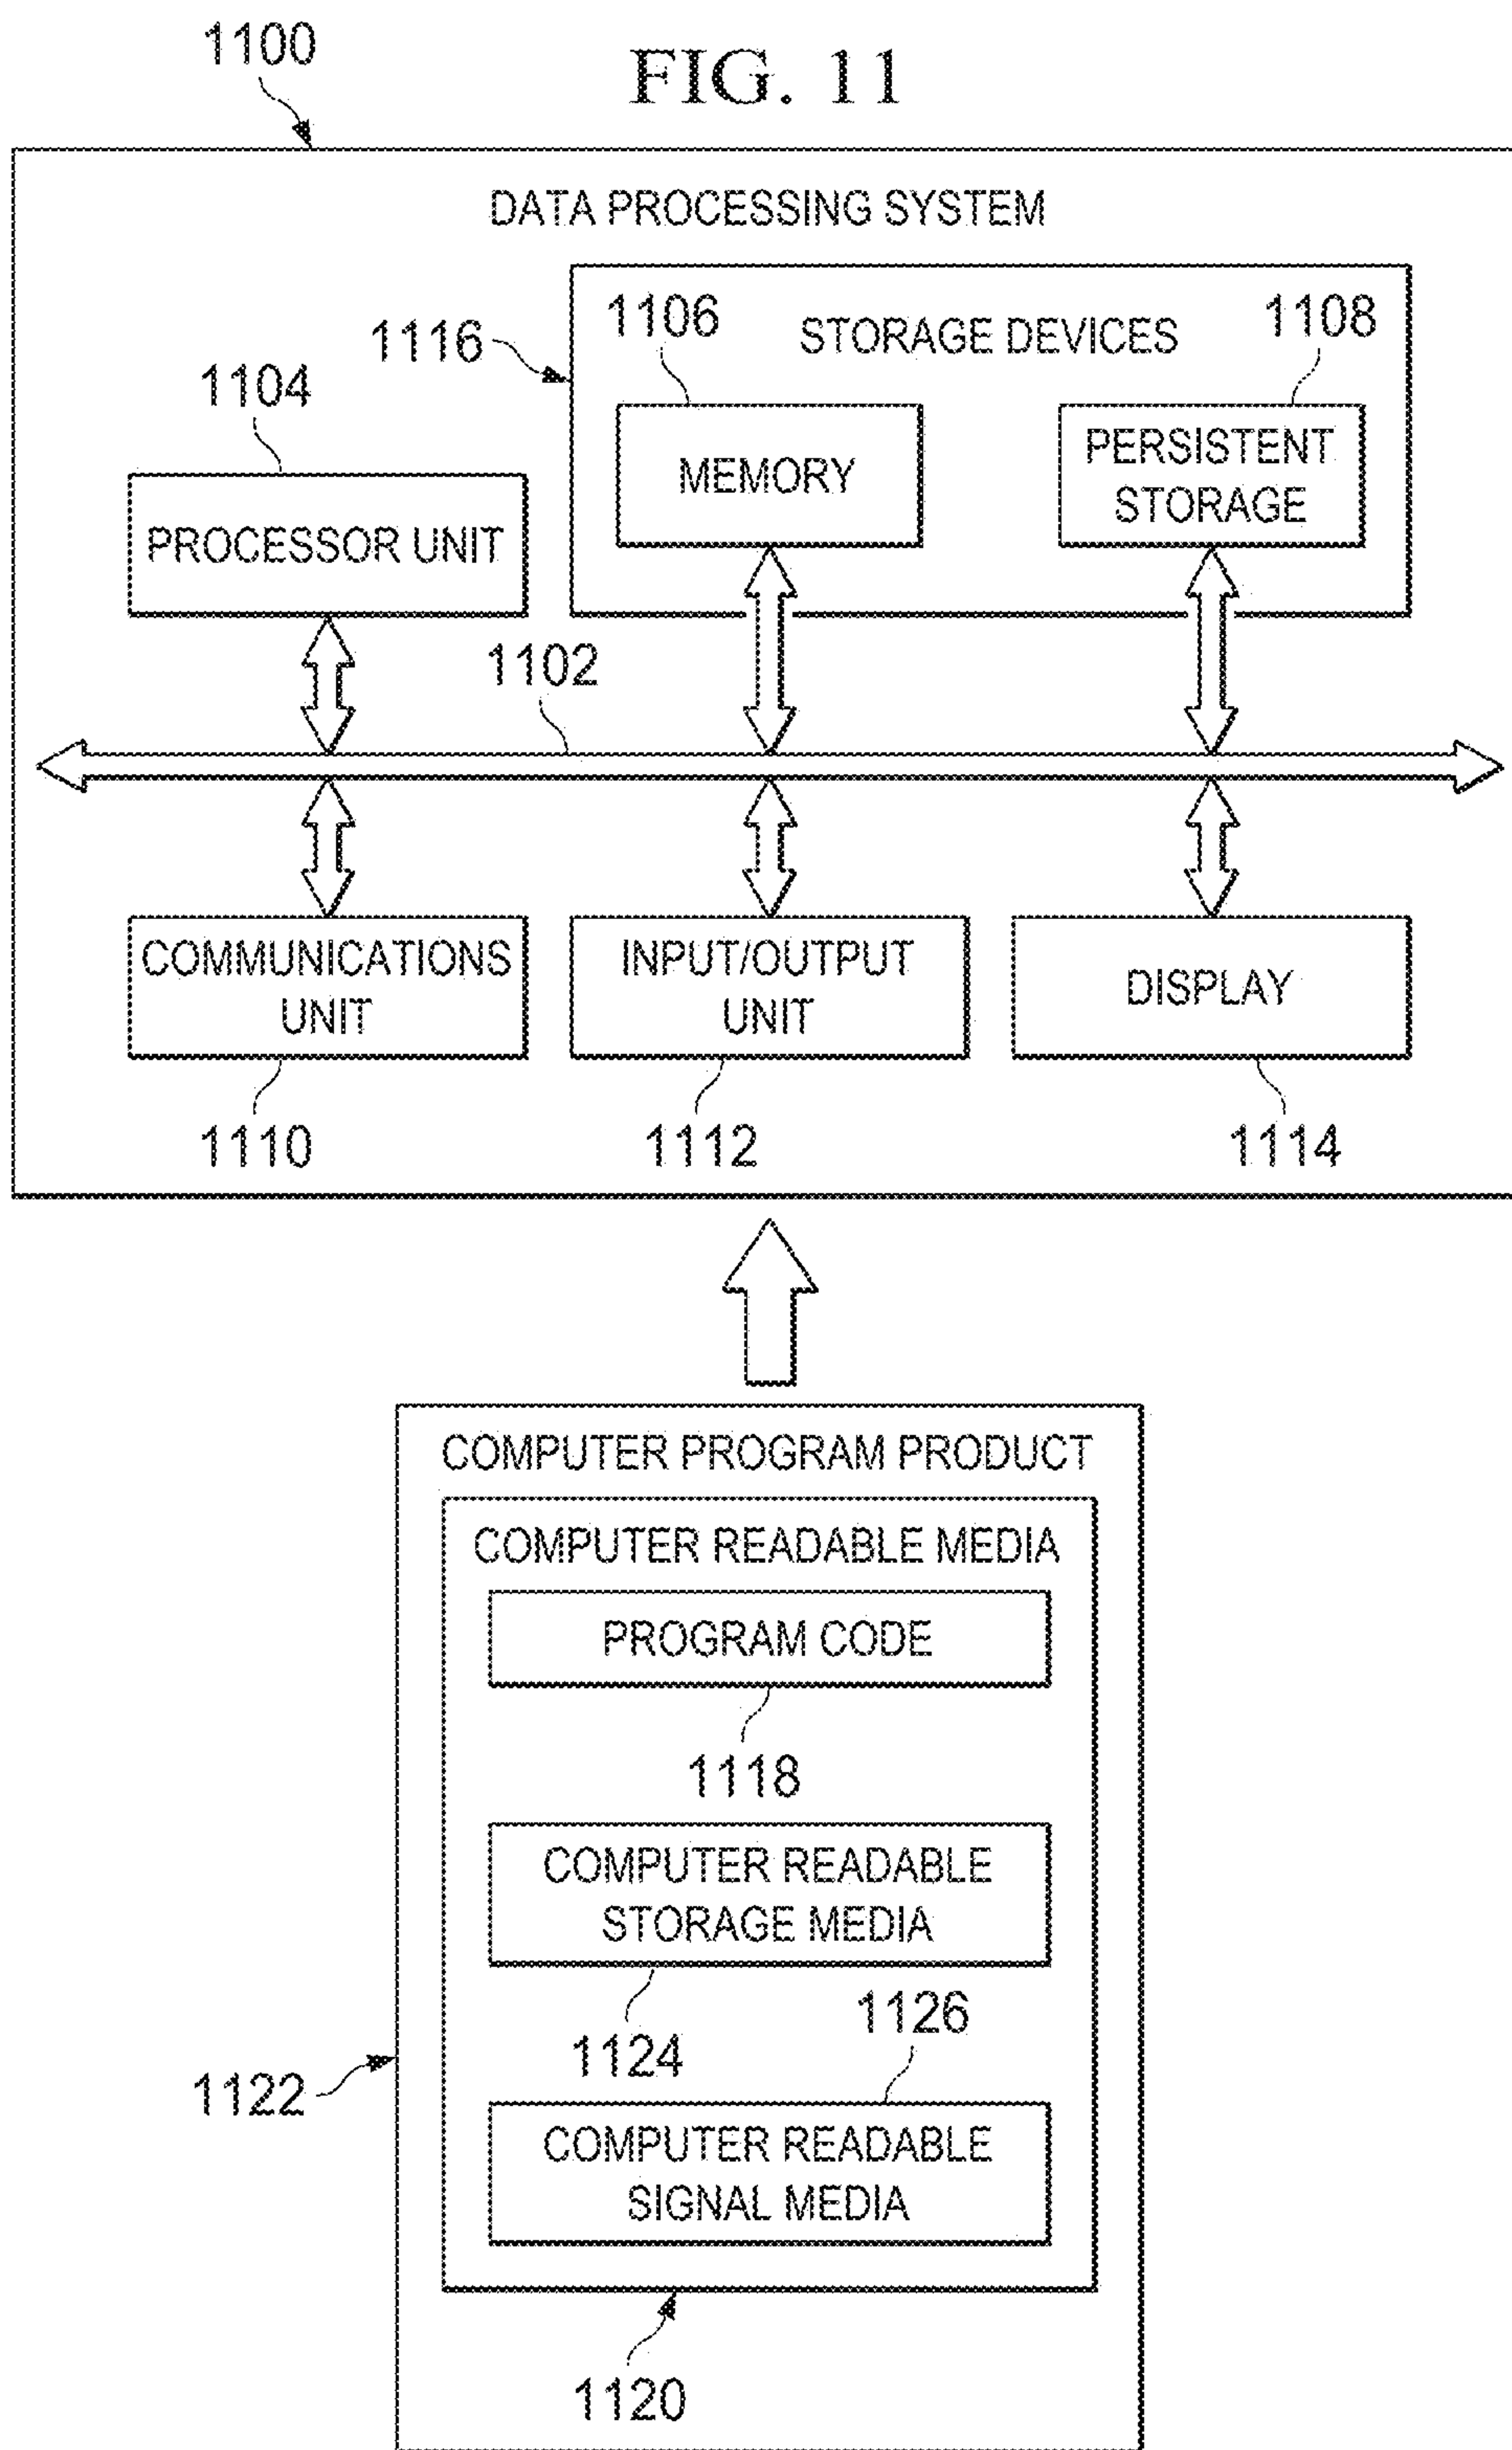 1100
FIG. 11
DATA PROCESSING SYSTEM
1116
1106
STORAGE DEVICES
1108
1104
MEMORY
PERSISTENT
STORAGE
PROCESSOR UNIT
1102
COMMUNICATIONS
UNIT
INPUT/OUTPUT
UNIT
DISPLAY
1110
1112
1114
COMPUTER PROGRAM PRODUCT
COMPUTER READABLE MEDIA
PROGRAM CODE
1118
COMPUTER READABLE
STORAGE MEDIA
1124
1126
1122
COMPUTER READABLE
SIGNAL MEDIA
1120